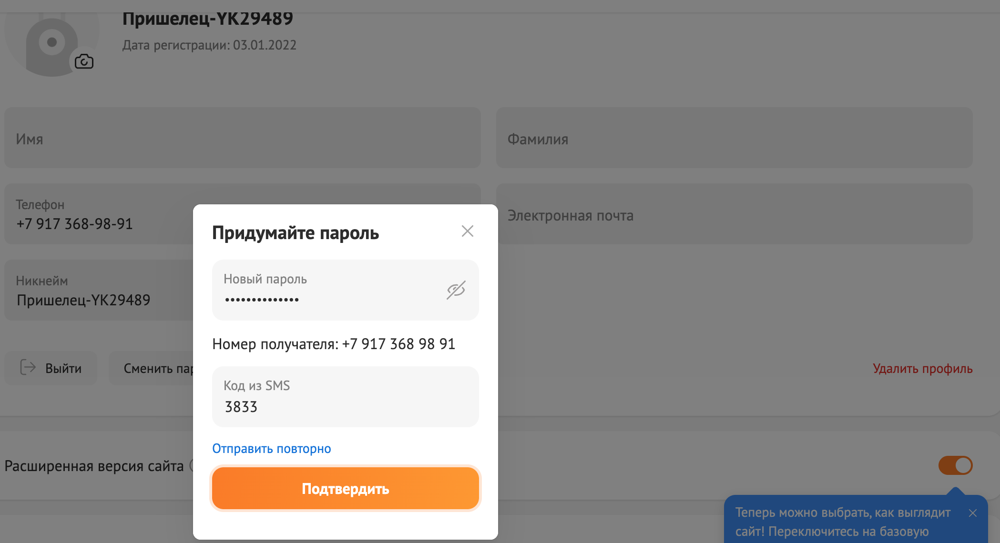 Пришелец-YK29489
Дата регистрации: 03.01.2022
Имя
Фамилия
Телефон
+7 917 368-98-91
Электронная почта
Никнейм
Пришелец-YK29489
Выйти
Сменить пар
Удалить профиль
Придумайте пароль
Новый пароль
••••••••••••••
Номер получателя: +7 917 368 98 91
Код из SMS
3833
Отправить повторно
Подтвердить
Расширенная версия сайта
Теперь можно выбрать, как выглядит
сайт! Переключитесь на базовую